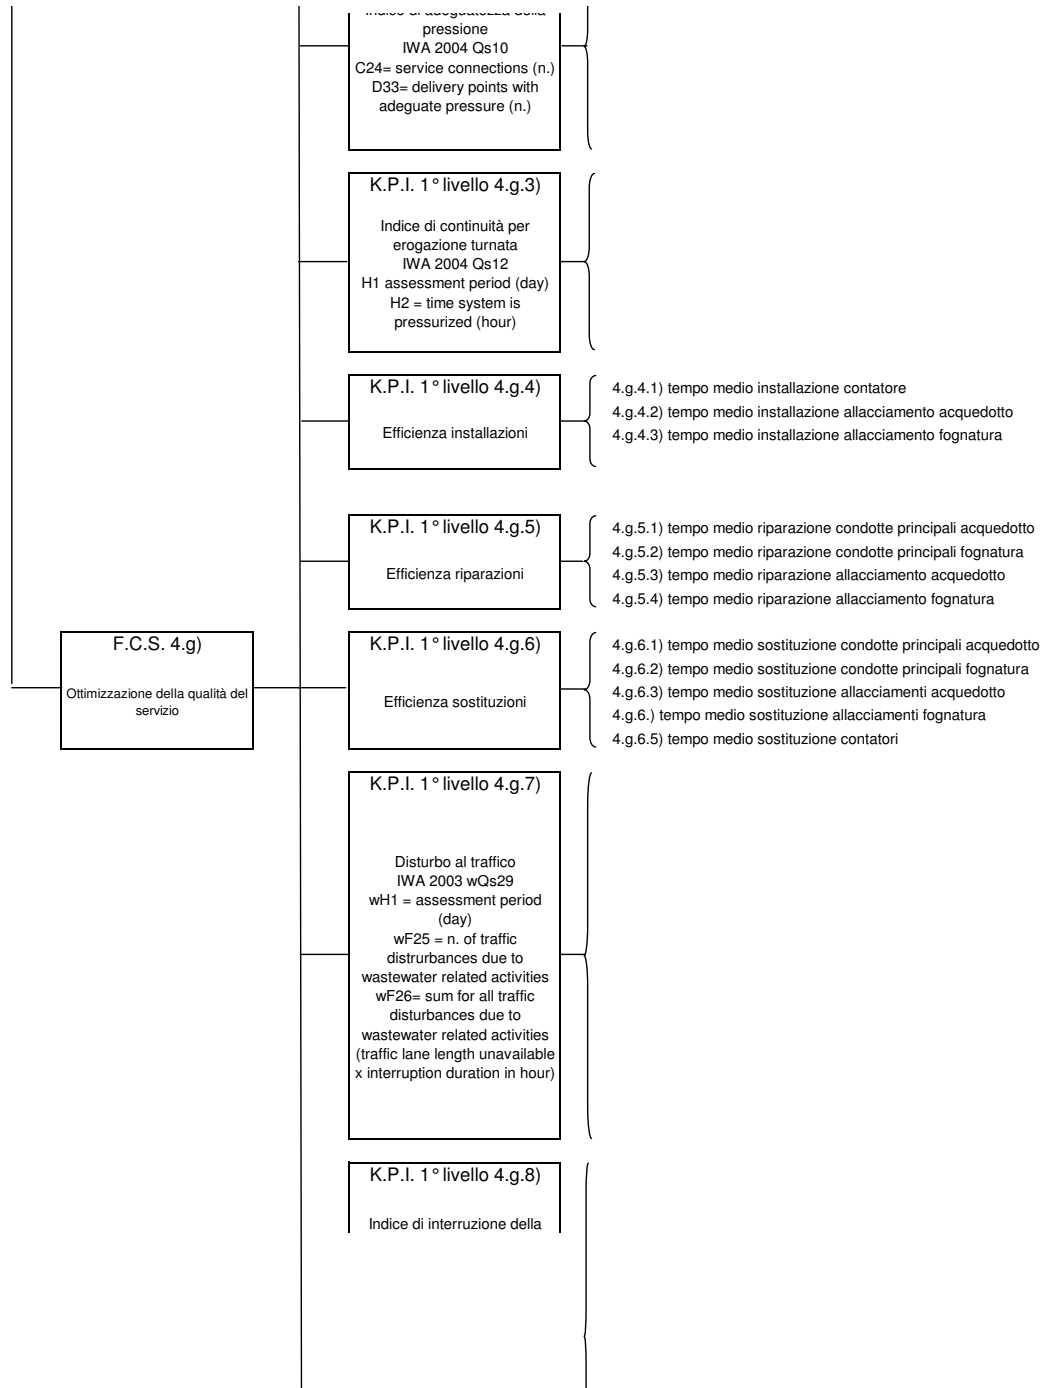 pressione
IWA 2004 Qs10
C24= service connections (n.)
D33= delivery points with
adeguate pressure (n.)
K.P.I. 1° livello 4.g.3)
Indice di continuità per
erogazione turnata
IWA 2004 Qs12
H1 assessment period (day)
H2 = time system is
pressurized (hour)
K.P.I. 1° livello 4.g.4)
Efficienza installazioni
4.g.4.1) tempo medio installazione contatore
4.g.4.2) tempo medio installazione allacciamento acquedotto
4.g.4.3) tempo medio installazione allacciamento fognatura
K.P.I. 1° livello 4.g.5)
Efficienza riparazioni
4.g.5.1) tempo medio riparazione condotte principali acquedotto
4.g.5.2) tempo medio riparazione condotte principali fognatura
4.g.5.3) tempo medio riparazione allacciamento acquedotto
4.g.5.4) tempo medio riparazione allacciamento fognatura
F.C.S. 4.g)
Ottimizzazione della qualità del
servizio
K.P.I. 1° livello 4.g.6)
Efficienza sostituzioni
4.g.6.1) tempo medio sostituzione condotte principali acquedotto
4.g.6.2) tempo medio sostituzione condotte principali fognatura
4.g.6.3) tempo medio sostituzione allacciamenti acquedotto
4.g.6.) tempo medio sostituzione allacciamenti fognatura
4.g.6.5) tempo medio sostituzione contatori
K.P.I. 1° livello 4.g.7)
Disturbo al traffico
IWA 2003 wQs29
wH1 = assessment period
(day)
wF25 = n. of traffic
distrurbances due to
wastewater related activities
wF26= sum for all traffic
disturbances due to
wastewater related activities
(traffic lane length unavailable
x interruption duration in hour)
K.P.I. 1° livello 4.g.8)
Indice di interruzione della